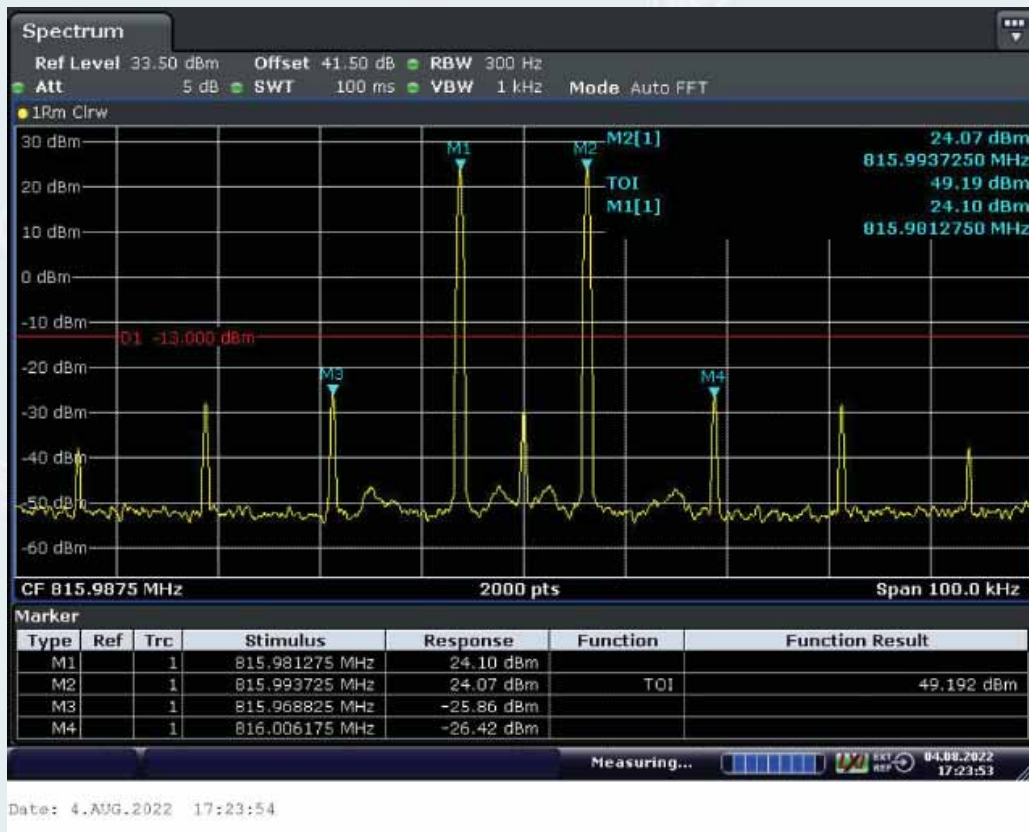 Spectrum
Ref Level 33.50 dBm Offset 41.50 dB RBW 300 Hz
Att 5 dB SWT 100 ms VBW 1 kHz Mode Auto FFT
1Rm Clrw
30 dBm
M1
M2
M2[1] 24.07 dBm
815.9937250 MHz
20 dBm
TOI 49.19 dBm
M1[1] 24.10 dBm
10 dBm
815.9812750 MHz
0 dBm
-10 dBm
D1 -13.000 dBm
-20 dBm
M3
M4
-30 dBm
-40 dBm
-50 dBm
-60 dBm
CF 815.9875 MHz 2000 pts Span 100.0 kHz
Marker
Type Ref Trc Stimulus Response Function Function Result
M1 1 815.981275 MHz 24.10 dBm
M2 1 815.993725 MHz 24.07 dBm TOI 49.192 dBm
M3 1 815.968825 MHz -25.86 dBm
M4 1 816.006175 MHz -26.42 dBm
Measuring... LXI EXT REF 04.08.2022
17:23:53
Date: 4.AUG.2022 17:23:54